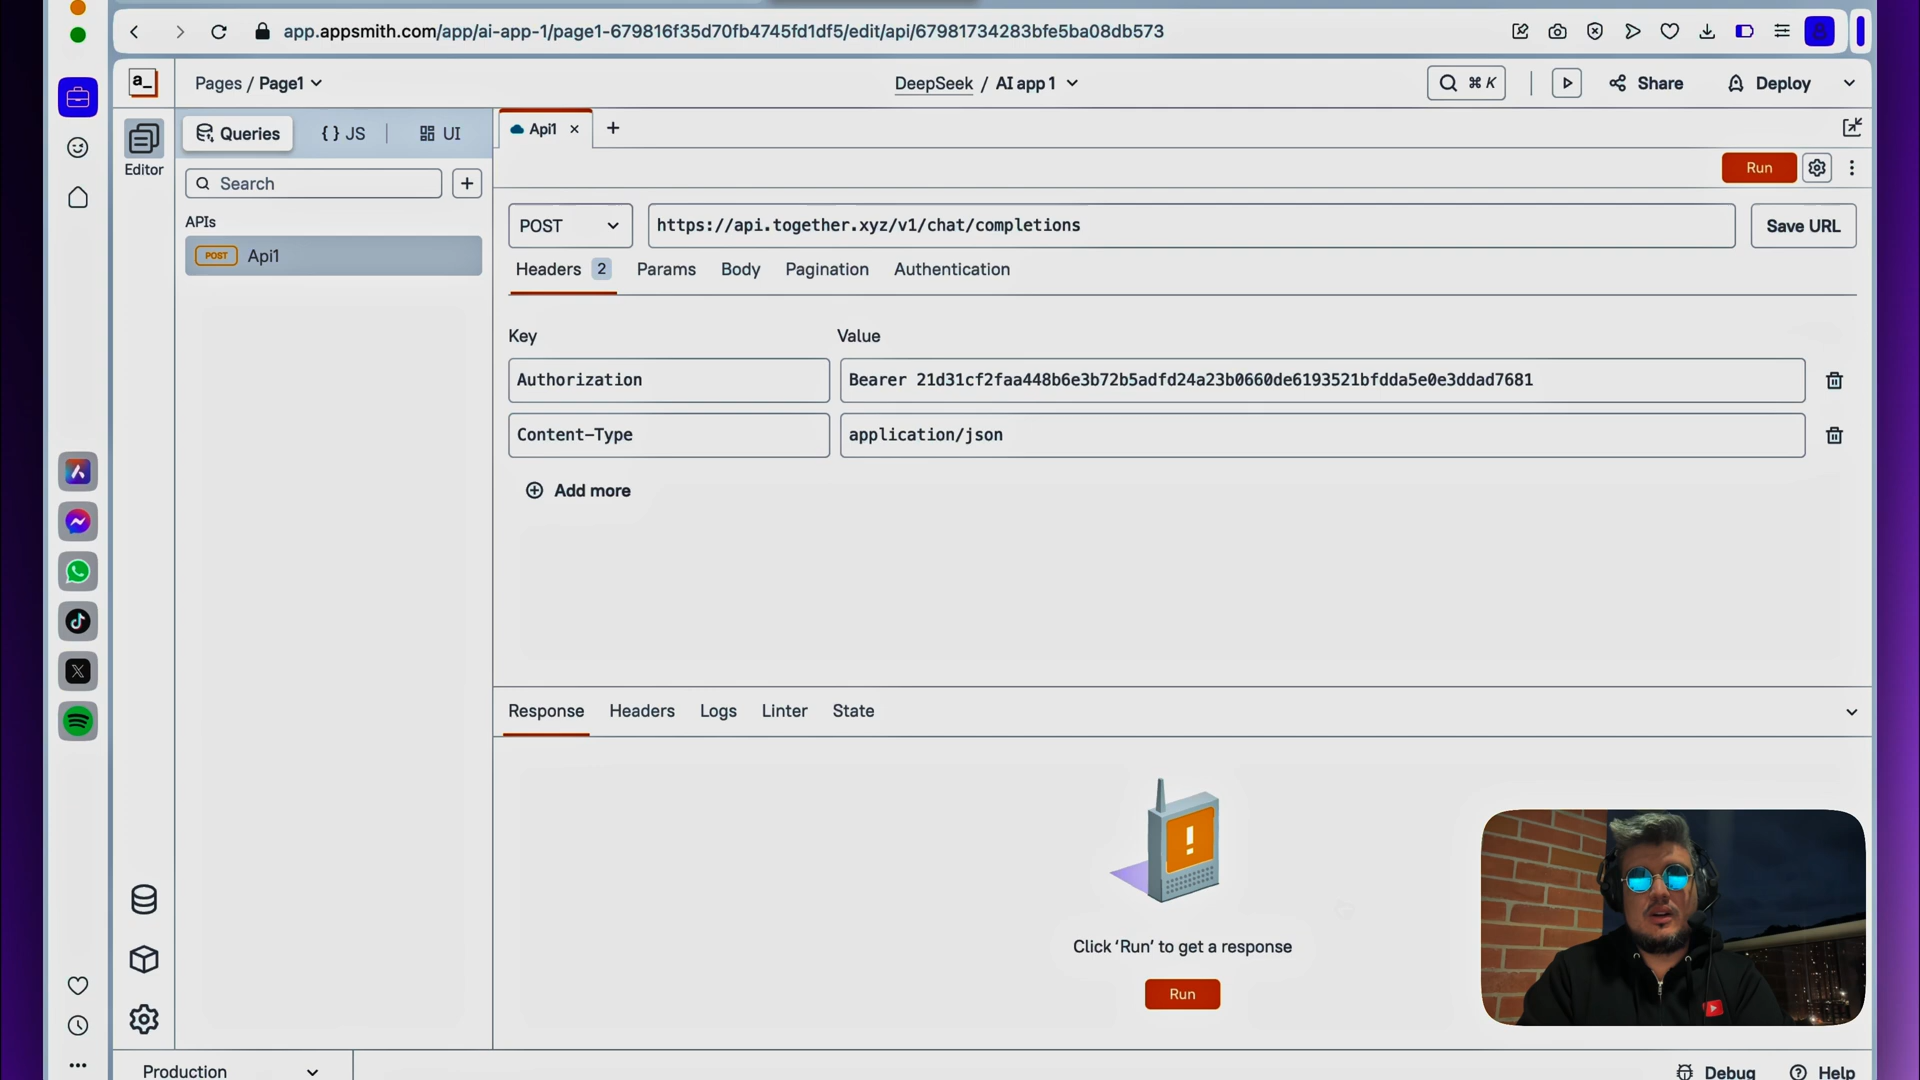 app.appsmith.com/app/ai-app-1/page1-679816f35d70fb4745fd1df5/edit/api/67981734283bfe5ba08db573
a_
Pages / Page1
DeepSeek / AI app 1
⌘ K
Share
Deploy
Editor
Queries
{ } JS
UI
Api1
Search
Run
APIs
POST Api1
POST
https://api.together.xyz/v1/chat/completions
Save URL
Headers 2
Params
Body
Pagination
Authentication
Key
Value
Authorization
Bearer 21d31cf2faa448b6e3b72b5adfd24a23b0660de6193521bfdda5e0e3ddad7681
Content-Type
application/json
Add more
Response
Headers
Logs
Linter
State
Click 'Run' to get a response
Run
Production
Debug
Help